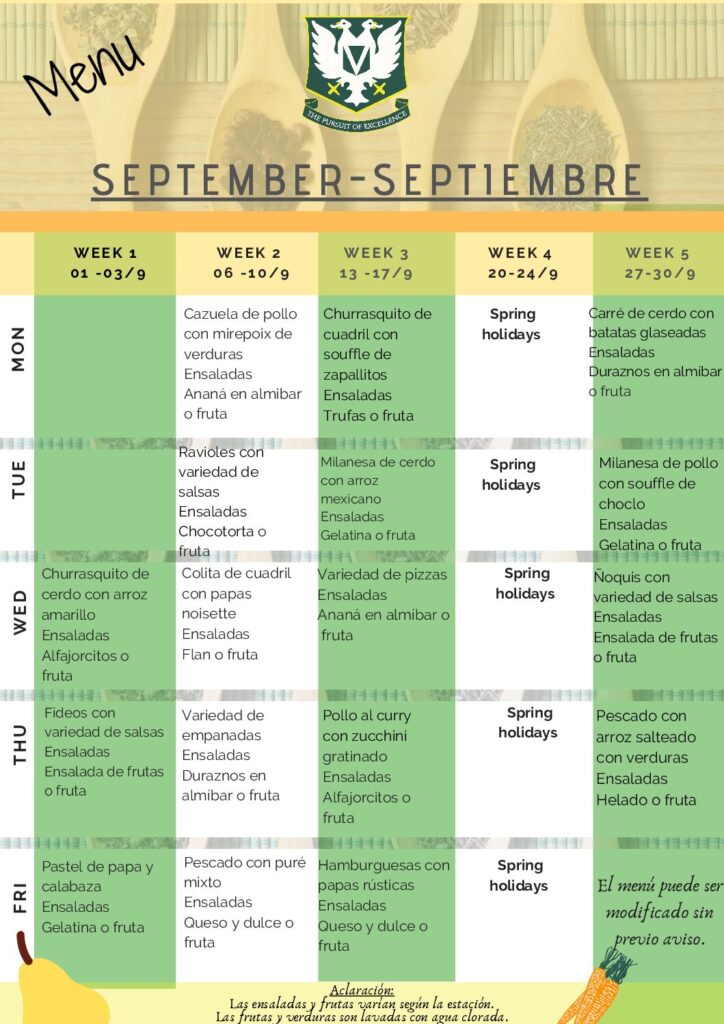 Menu
THE PURSUIT OF EXCELLENCE
SEPTEMBER-SEPTIEMBRE
WEEK 1
01 -03/9
WEEK 2
06 -10/9
WEEK 3
13 -17/9
WEEK 4
20-24/9
WEEK 5
27-30/9
MON
Cazuela de pollo
con mirepoix de
verduras
Ensaladas
Ananá en almibar
o fruta
Churrasquito de
cuadril con
souffle de
zapallitos
Ensaladas
Trufas o fruta
Spring
holidays
Carré de cerdo con
batatas glaseadas
Ensaladas
Duraznos en almíbar
o fruta
TUE
Ravioles con
variedad de
salsas
Ensaladas
Chocotorta o
fruta
Milanesa de cerdo
con arroz
mexicano
Ensaladas
Gelatina o fruta
Spring
holidays
Milanesa de pollo
con souffle de
choclo
Ensaladas
Gelatina o fruta
WED
Churrasquito de
cerdo con arroz
amarillo
Ensaladas
Alfajorcitos o
fruta
Colita de cuadril
con papas
noisette
Ensaladas
Flan o fruta
Variedad de pizzas
Ensaladas
Ananá en almíbar o
fruta
Spring
holidays
Ñoquis con
variedad de salsas
Ensaladas
Ensalada de frutas
o fruta
THU
Fideos con
variedad de salsas
Ensaladas
Ensalada de frutas
o fruta
Variedad de
empanadas
Ensaladas
Duraznos en
almíbar o fruta
Pollo al curry
con zucchini
gratinado
Ensaladas
Alfajorcitos o
fruta
Spring
holidays
Pescado con
arroz salteado
con verduras
Ensaladas
Helado o fruta
FRI
Pastel de papa y
calabaza
Ensaladas
Gelatina o fruta
Pescado con puré
mixto
Ensaladas
Queso y dulce o
fruta
Hamburguesas con
papas rústicas
Ensaladas
Queso y dulce o
fruta
Spring
holidays
El menú puede ser
modificado sin
previo aviso.
Aclaración:
Las ensaladas y frutas varían según la estación.
Las frutas y verduras son lavadas con agua clorada.